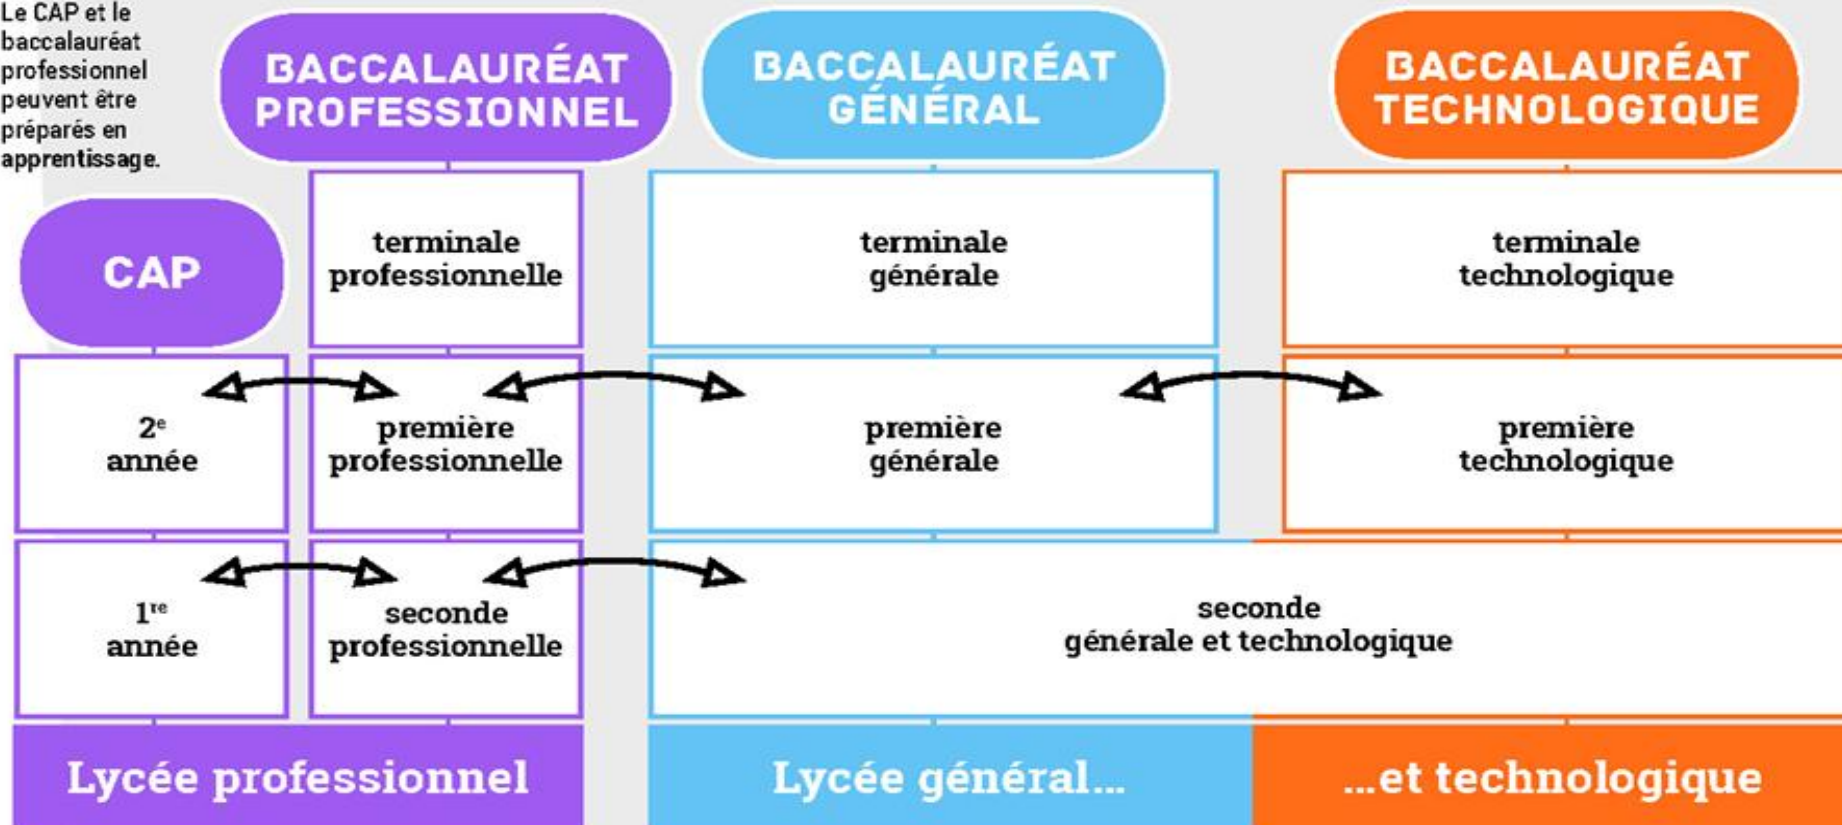 Le CAP et le
baccalauréat
professionnel
peuvent être
préparés en
apprentissage.
BACCALAURÉAT
PROFESSIONNEL
BACCALAURÉAT
GÉNÉRAL
BACCALAURÉAT
TECHNOLOGIQUE
CAP
terminale
professionnelle
terminale
générale
terminale
technologique
2e
année
première
professionnelle
première
générale
première
technologique
1re
année
seconde
professionnelle
seconde
générale et technologique
Lycée professionnel
Lycée général...
...et technologique